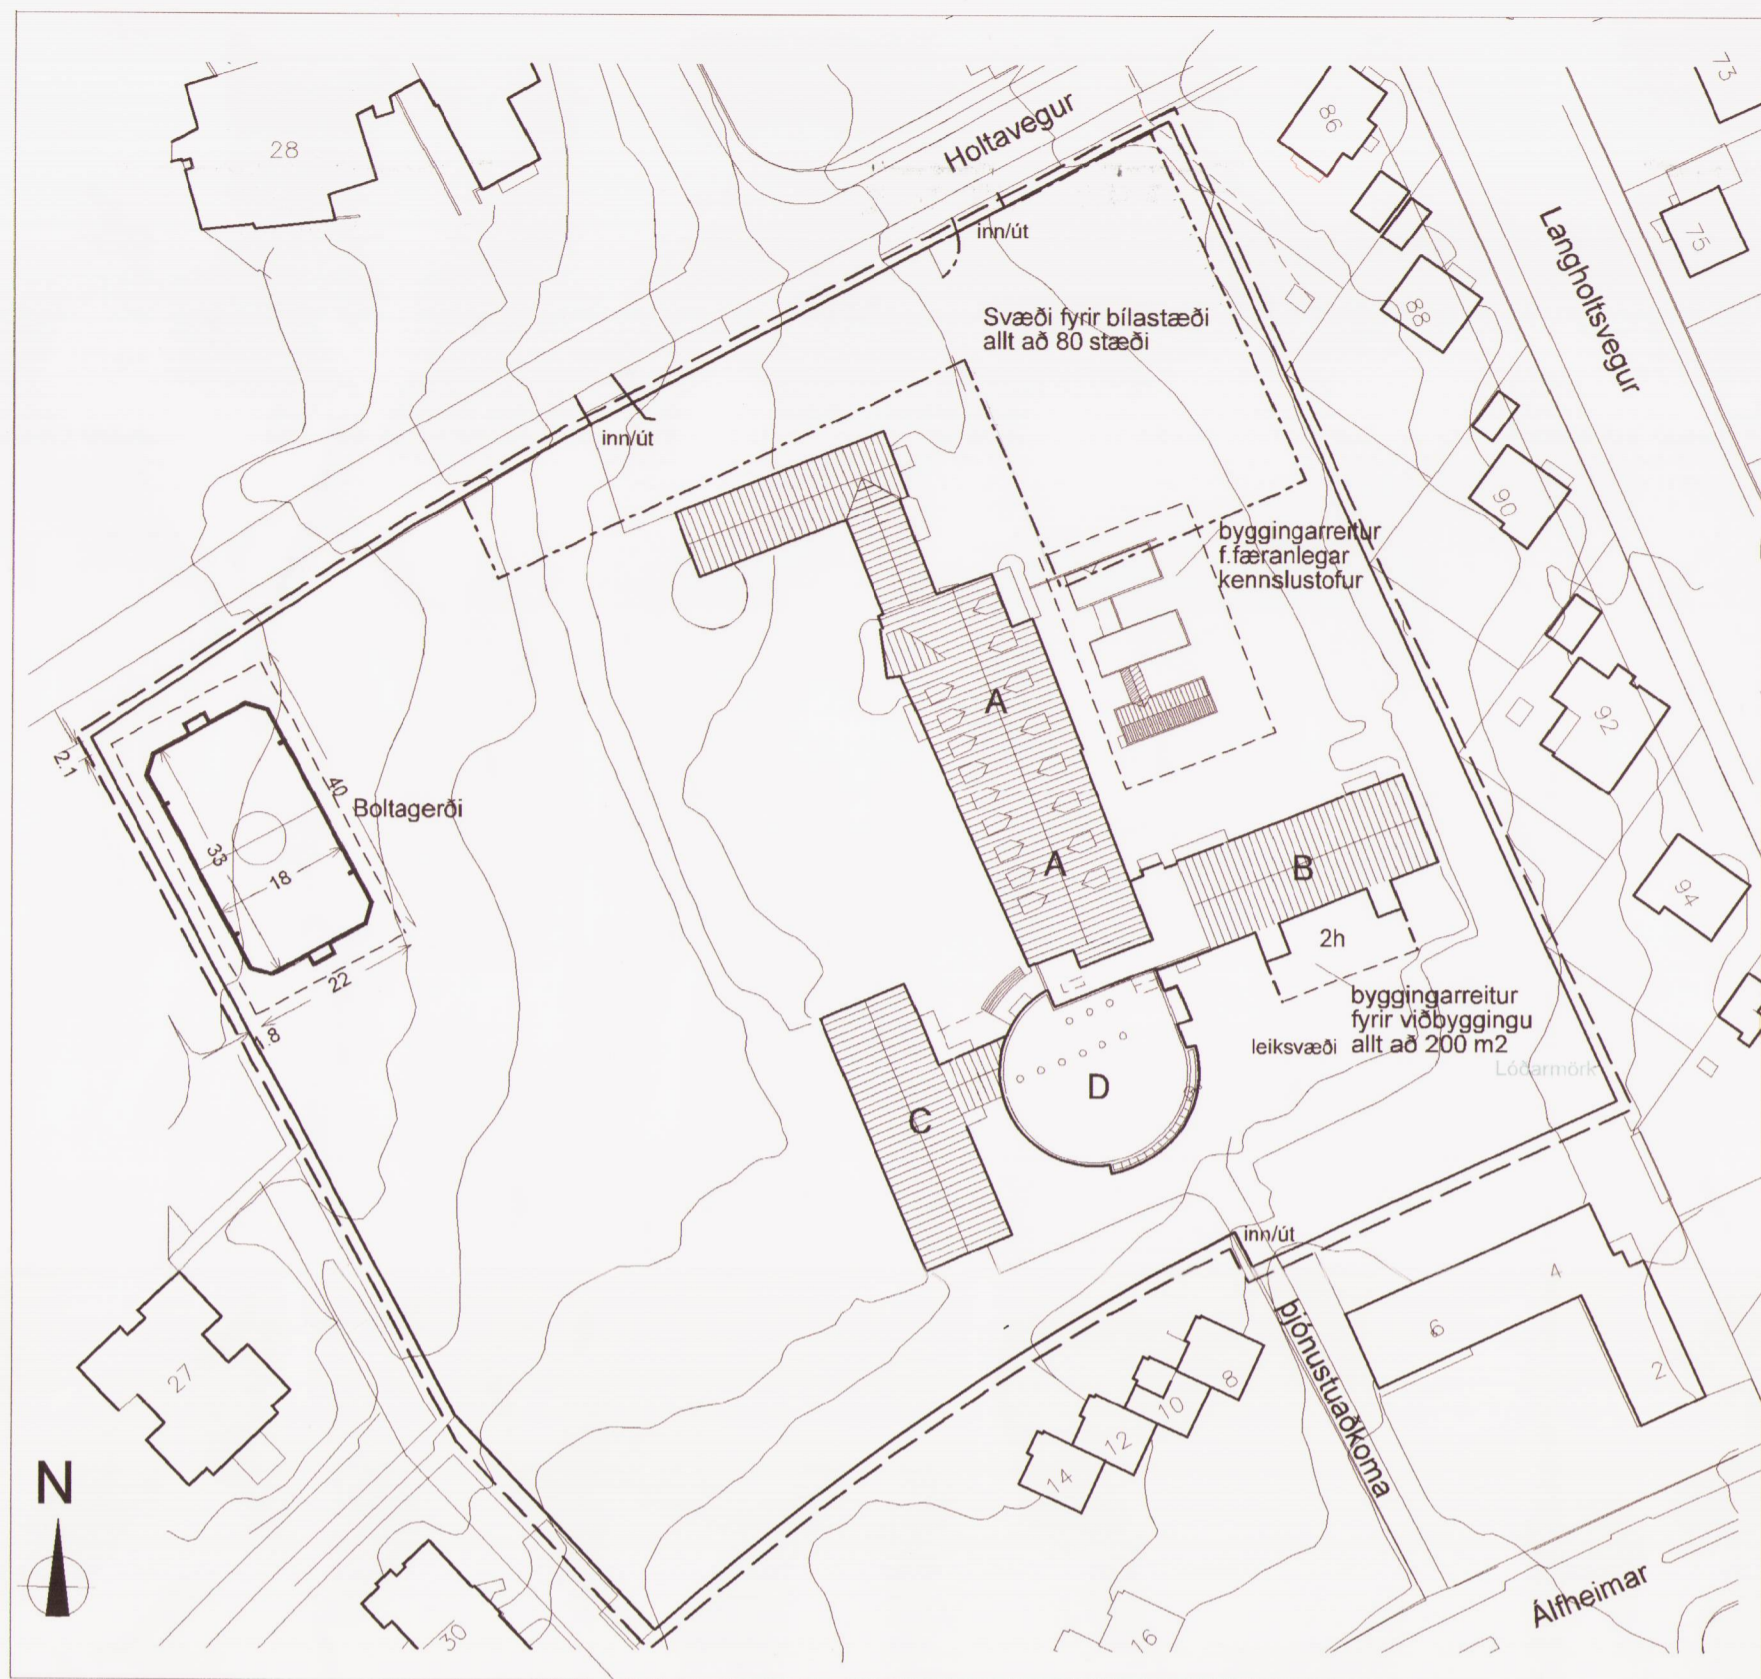 73
28
86
Holtavegur
75
inn/út
Langholtsvegur
88
Svæði fyrir bílastæði
allt að 80 stæði
inn/út
90
byggingarreitur
f.færanlegar
kennslustofur
92
A
2.1
40
Boltagerði
33
18
A
B
94
2h
22
1.8
byggingarreitur
fyrir viðbyggingu
allt að 200 m2
leiksvæði
Lóðarmörk
D
C
inn/út
4
6
2
þjónustuaðkoma
8
10
12
14
27
N
Álfheimar
30
16